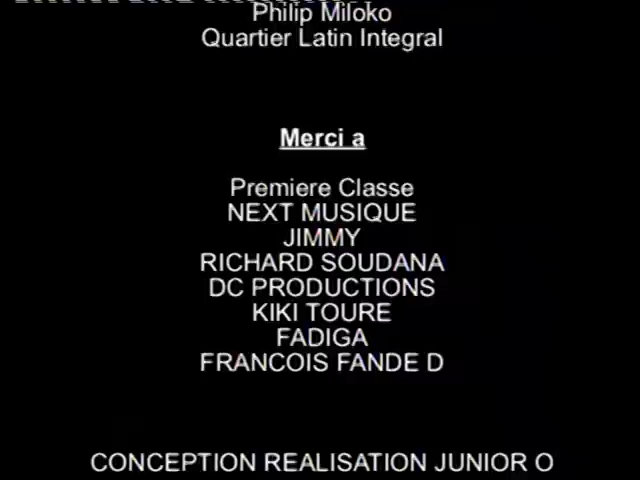 Philip Miloko
Quartier Latin Integral
Merci a
Premiere Classe
NEXT MUSIQUE
JIMMY
RICHARD SOUDANA
DC PRODUCTIONS
KIKI TOURE
FADIGA
FRANCOIS FANDE D
CONCEPTION REALISATION JUNIOR O